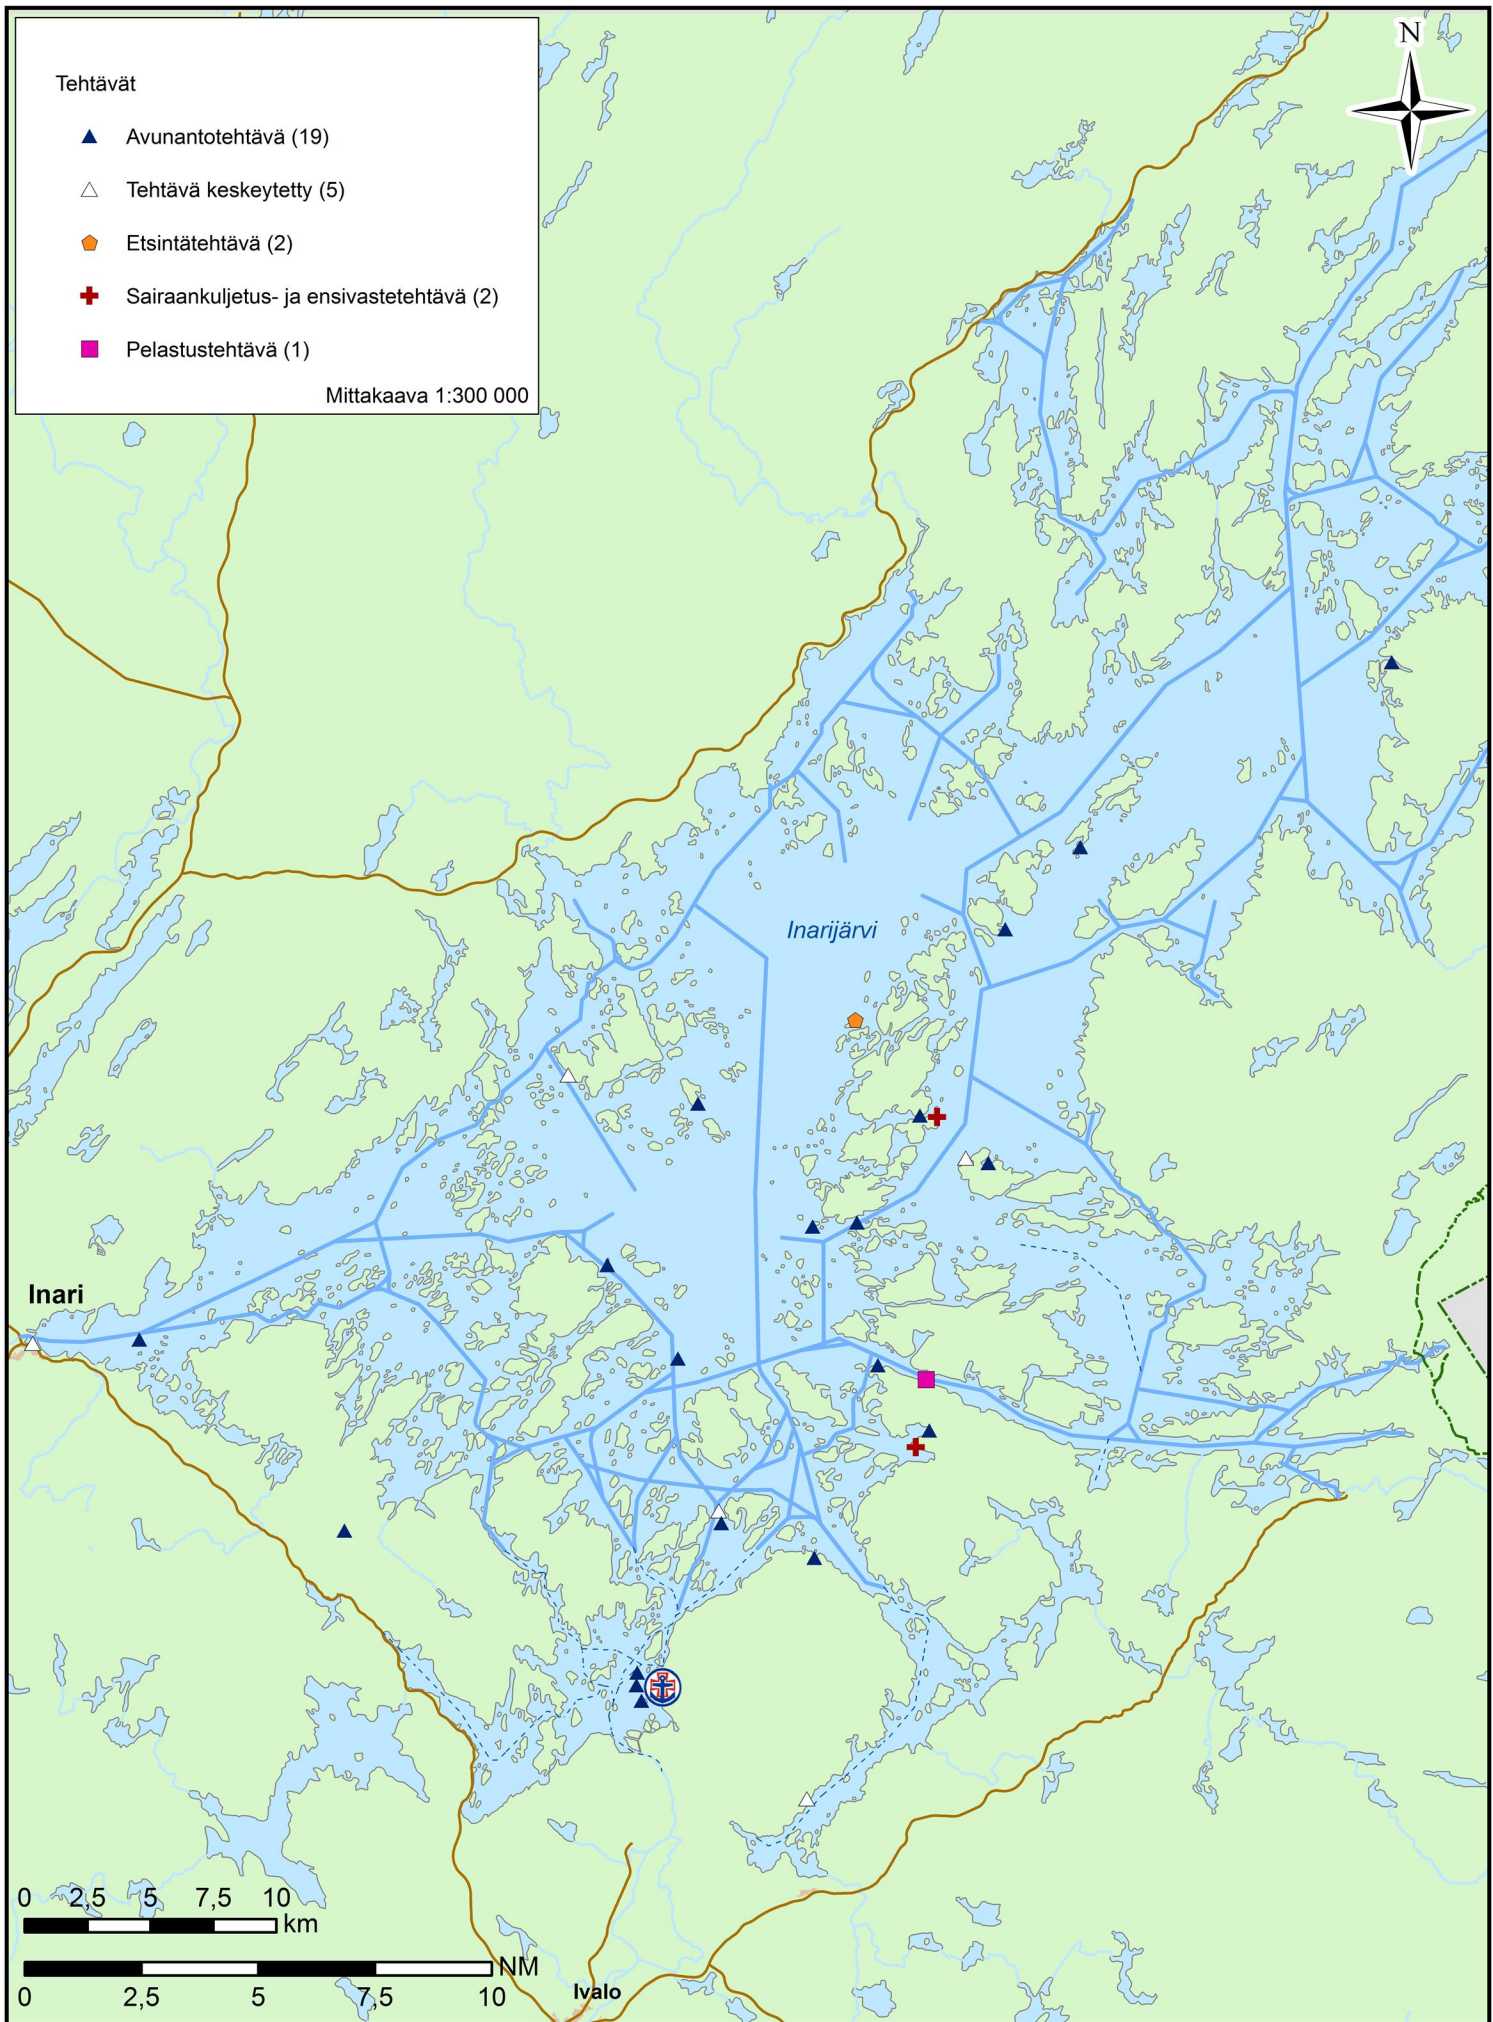 Tehtävät
Avunantotehtävä (19)
Tehtävä keskeytetty (5)
Etsintätehtävä (2)
Sairaankuljetus- ja ensivastetehtävä (2)
Pelastustehtävä (1)
Mittakaava 1:300 000
N
Inarijärvi
Inari
0 2,5 5 7,5 10
km
NM
0 2,5 5 7,5 10
Ivalo